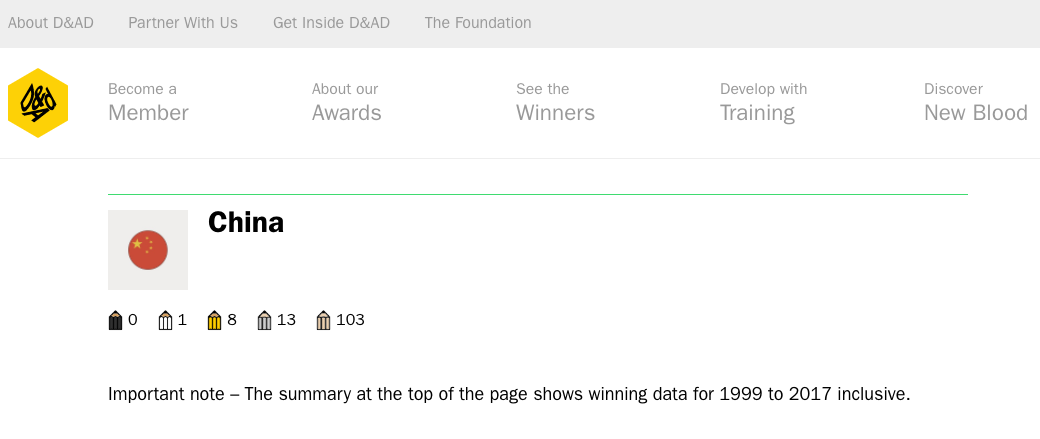 About D&AD Partner With Us Get Inside D&AD The Foundation
D&AD
Become a
Member
About our
Awards
See the
Winners
Develop with
Training
Discover
New Blood
China
0 1 8 13 103
Important note – The summary at the top of the page shows winning data for 1999 to 2017 inclusive.